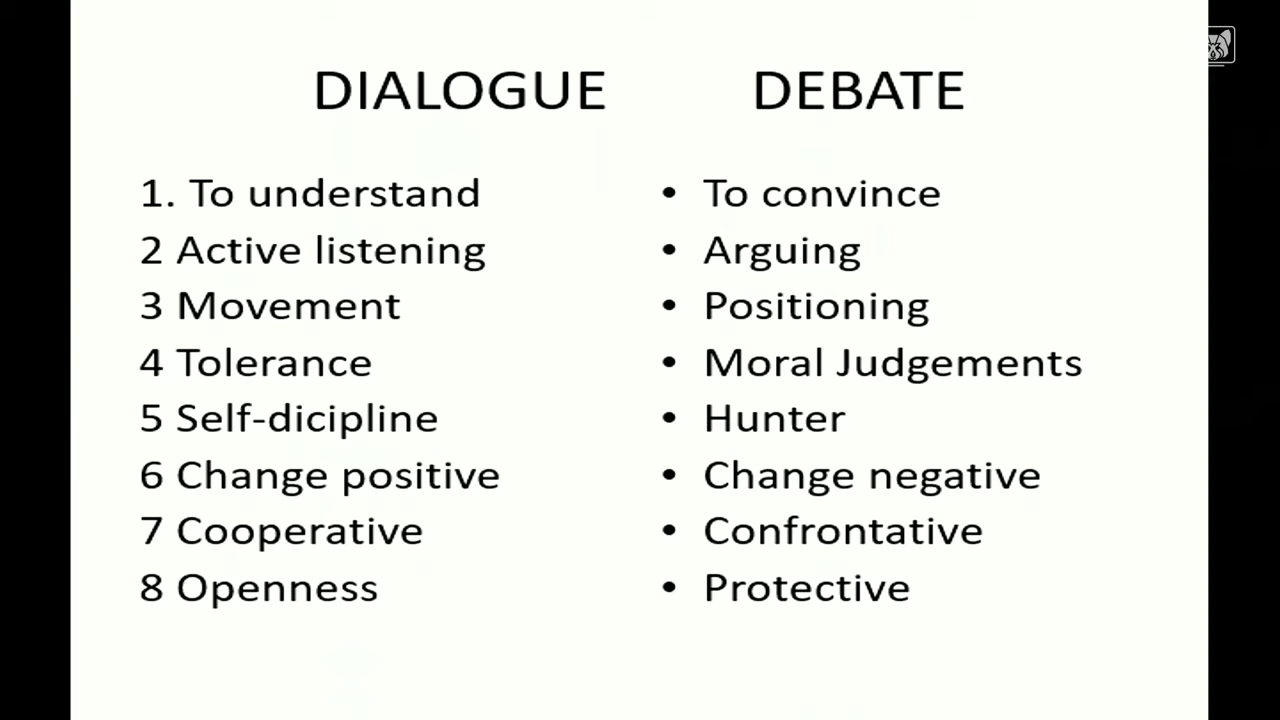 DIALOGUE DEBATE
1. To understand
2 Active listening
3 Movement
4 Tolerance
5 Self-dicipline
6 Change positive
7 Cooperative
8 Openness
• To convince
• Arguing
• Positioning
• Moral Judgements
• Hunter
• Change negative
• Confrontative
• Protective